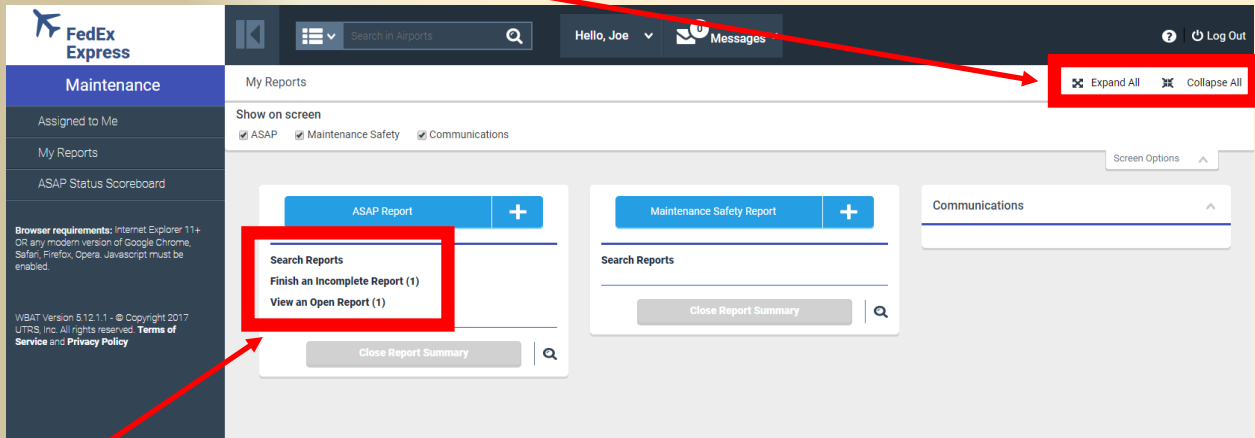 FedEx
Express
Search in Airports
Hello, Joe
0
Messages
? Log Out
Maintenance
My Reports
Expand All Collapse All
Assigned to Me
My Reports
ASAP Status Scoreboard
Show on screen
ASAP Maintenance Safety Communications
Screen Options
ASAP Report +
Maintenance Safety Report +
Communications
Browser requirements: Internet Explorer 11+
OR any modern version of Google Chrome,
Safari, Firefox, Opera. Javascript must be
enabled.
Search Reports
Finish an Incomplete Report (1)
View an Open Report (1)
Search Reports
Close Report Summary
WBAT Version 5.12.1.1 - © Copyright 2017
UTRS, Inc. All rights reserved. Terms of
Service and Privacy Policy
Close Report Summary